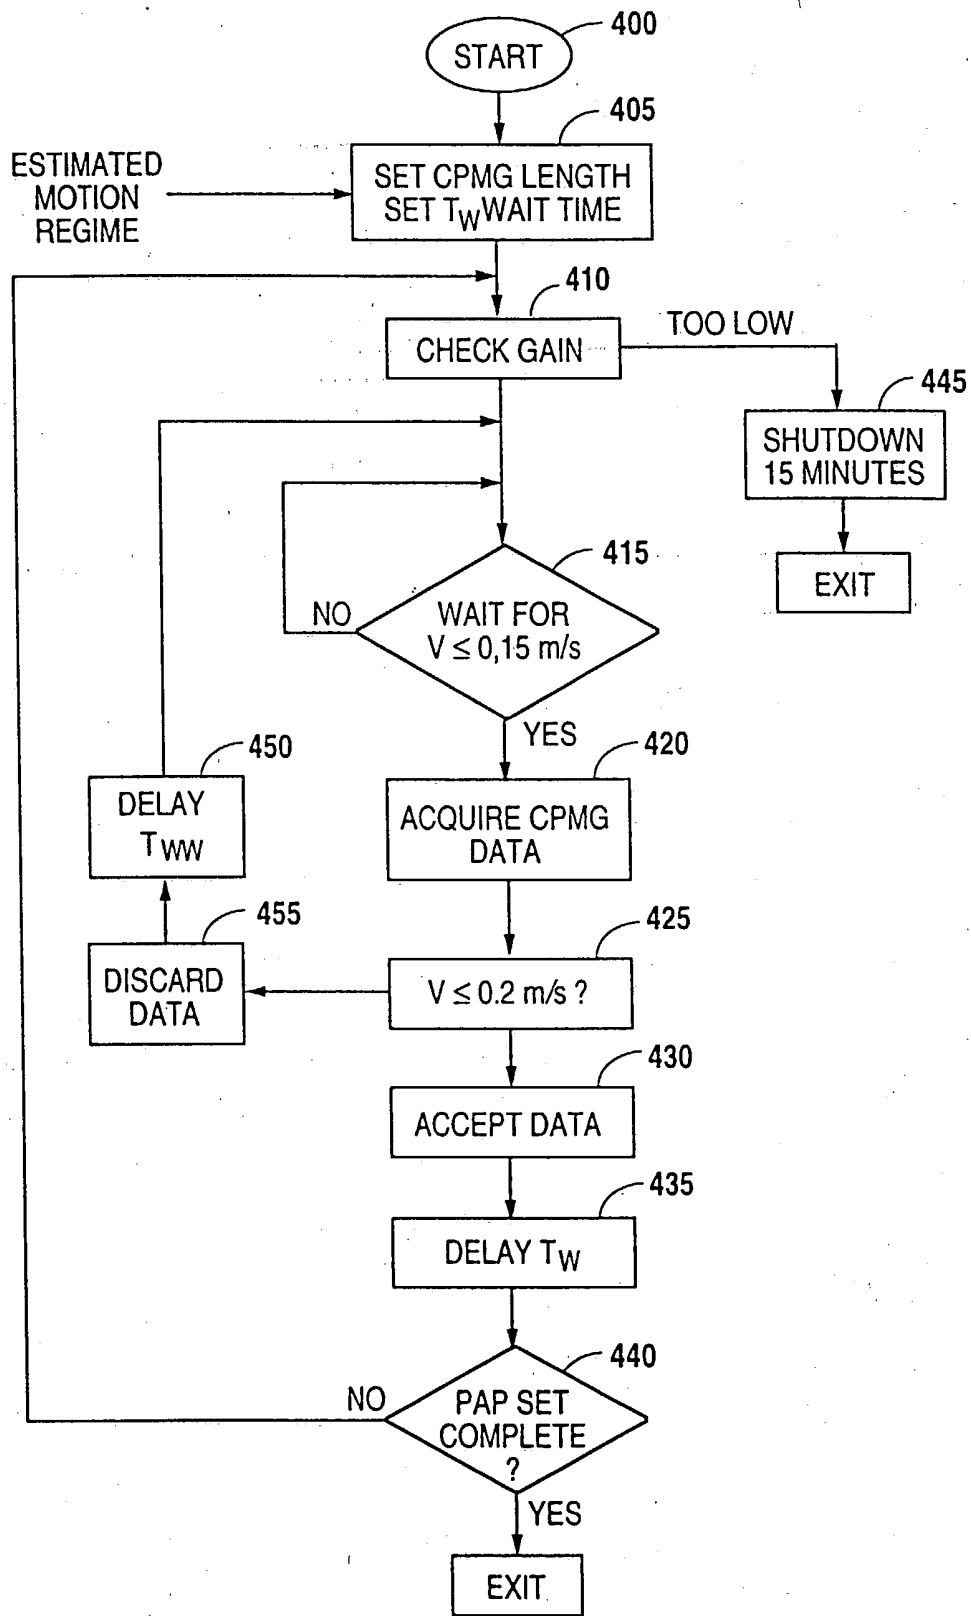 400
START
405
ESTIMATED
MOTION
REGIME
SET CPMG LENGTH
SET TW WAIT TIME
410
CHECK GAIN
TOO LOW
445
SHUTDOWN
15 MINUTES
EXIT
415
NO
WAIT FOR
V ≤ 0,15 m/s
YES
450
DELAY
TWW
420
ACQUIRE CPMG
DATA
455
DISCARD
DATA
425
V ≤ 0.2 m/s ?
430
ACCEPT DATA
435
DELAY TW
440
NO
PAP SET
COMPLETE
?
YES
EXIT